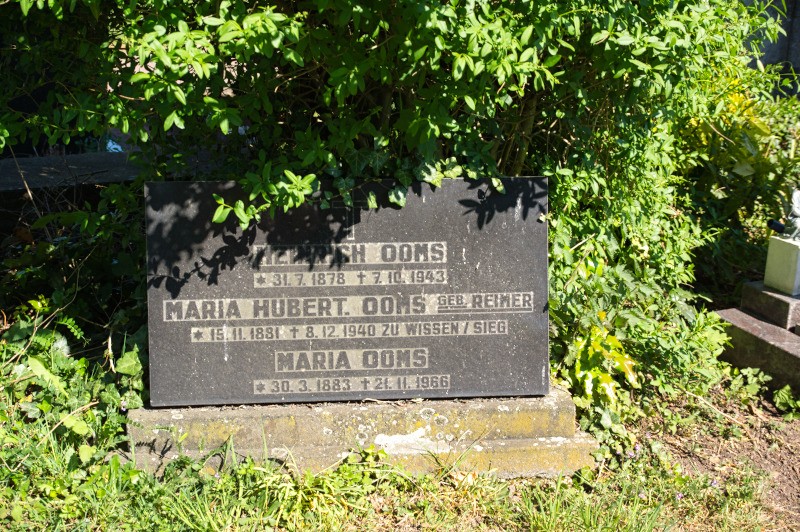 HEINRICH OOMS
* 31. 7. 1878 ✝ 7. 10. 1943
MARIA HUBERT. OOMS GEB. REIMER
* 15. 11. 1881 ✝ 8. 12. 1940 ZU WISSEN / SIEG
MARIA OOMS
* 30. 3. 1883 ✝ 21. 11. 1966